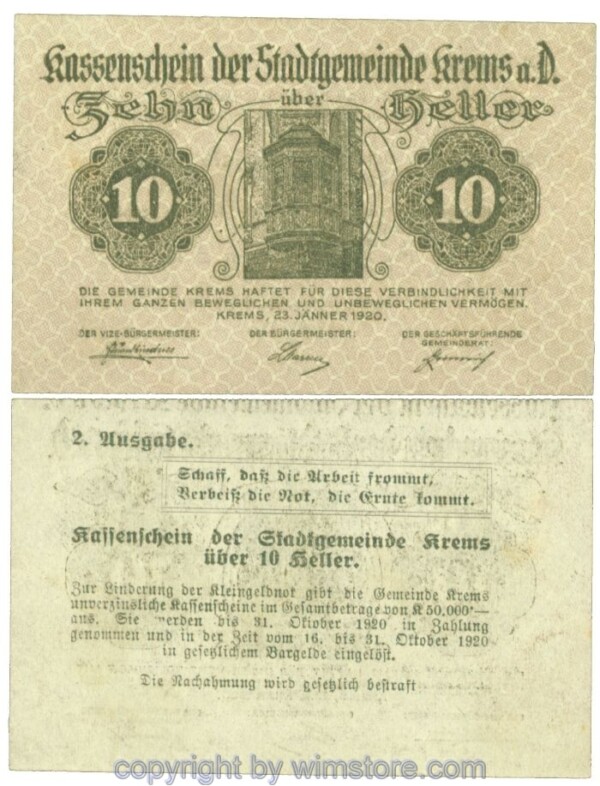 Kassenschein der Stadtgemeinde Krems a.D.
Zehn über Heller
10 10
DIE GEMEINDE KREMS HAFTET FÜR DIESE VERBINDLICHKEIT MIT
IHREM GANZEN BEWEGLICHEN UND UNBEWEGLICHEN VERMÖGEN.
KREMS, 23. JÄNNER 1920.
DER VIZE-BÜRGERMEISTER: DER BÜRGERMEISTER: DER GESCHÄFTSFÜHRENDE
GEMEINDERAT:
2. Ausgabe.
Schaff, daß die Arbeit frommt,
Verbeiß die Not, die Ernte kommt.
Kassenschein der Stadtgemeinde Krems
über 10 Heller.
Zur Linderung der Kleingeldnot gibt die Gemeinde Krems
unverzinsliche Kassenscheine im Gesamtbetrage von K 50.000·—
aus. Sie werden bis 31. Oktober 1920 in Zahlung
genommen und in der Zeit vom 16. bis 31. Oktober 1920
in gesetzlichem Bargelde eingelöst.
Die Nachahmung wird gesetzlich bestraft
copyright by wimstore.com